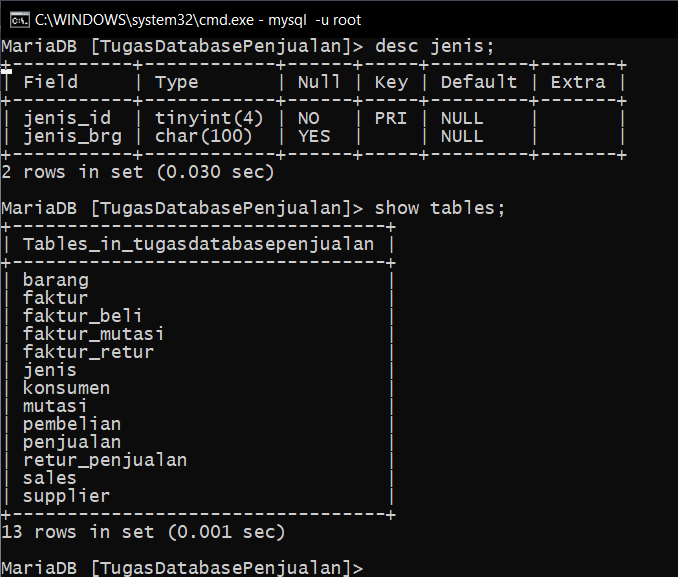 C:\WINDOWS\system32\cmd.exe - mysql  -u root
MariaDB [TugasDatabasePenjualan]> desc jenis;
+-----------+------------+------+-----+---------+-------+
| Field     | Type       | Null | Key | Default | Extra |
+-----------+------------+------+-----+---------+-------+
| jenis_id  | tinyint(4) | NO   | PRI | NULL    |       |
| jenis_brg | char(100)  | YES  |     | NULL    |       |
+-----------+------------+------+-----+---------+-------+
2 rows in set (0.030 sec)
MariaDB [TugasDatabasePenjualan]> show tables;
+----------------------------------+
| Tables_in_tugasdatabasepenjualan |
+----------------------------------+
| barang                           |
| faktur                           |
| faktur_beli                      |
| faktur_mutasi                    |
| faktur_retur                     |
| jenis                            |
| konsumen                         |
| mutasi                           |
| pembelian                        |
| penjualan                        |
| retur_penjualan                  |
| sales                            |
| supplier                         |
+----------------------------------+
13 rows in set (0.001 sec)
MariaDB [TugasDatabasePenjualan]>